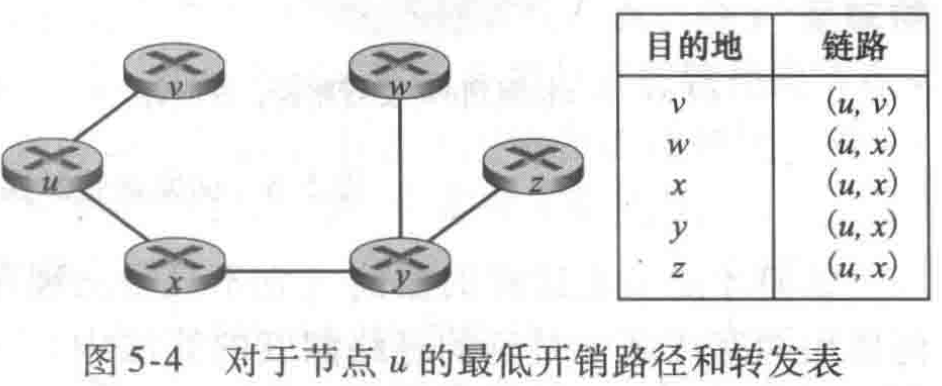 v
w
u
z
x
y
目的地 链路
v (u, v)
w (u, x)
x (u, x)
y (u, x)
z (u, x)
图 5-4 对于节点 u 的最低开销路径和转发表